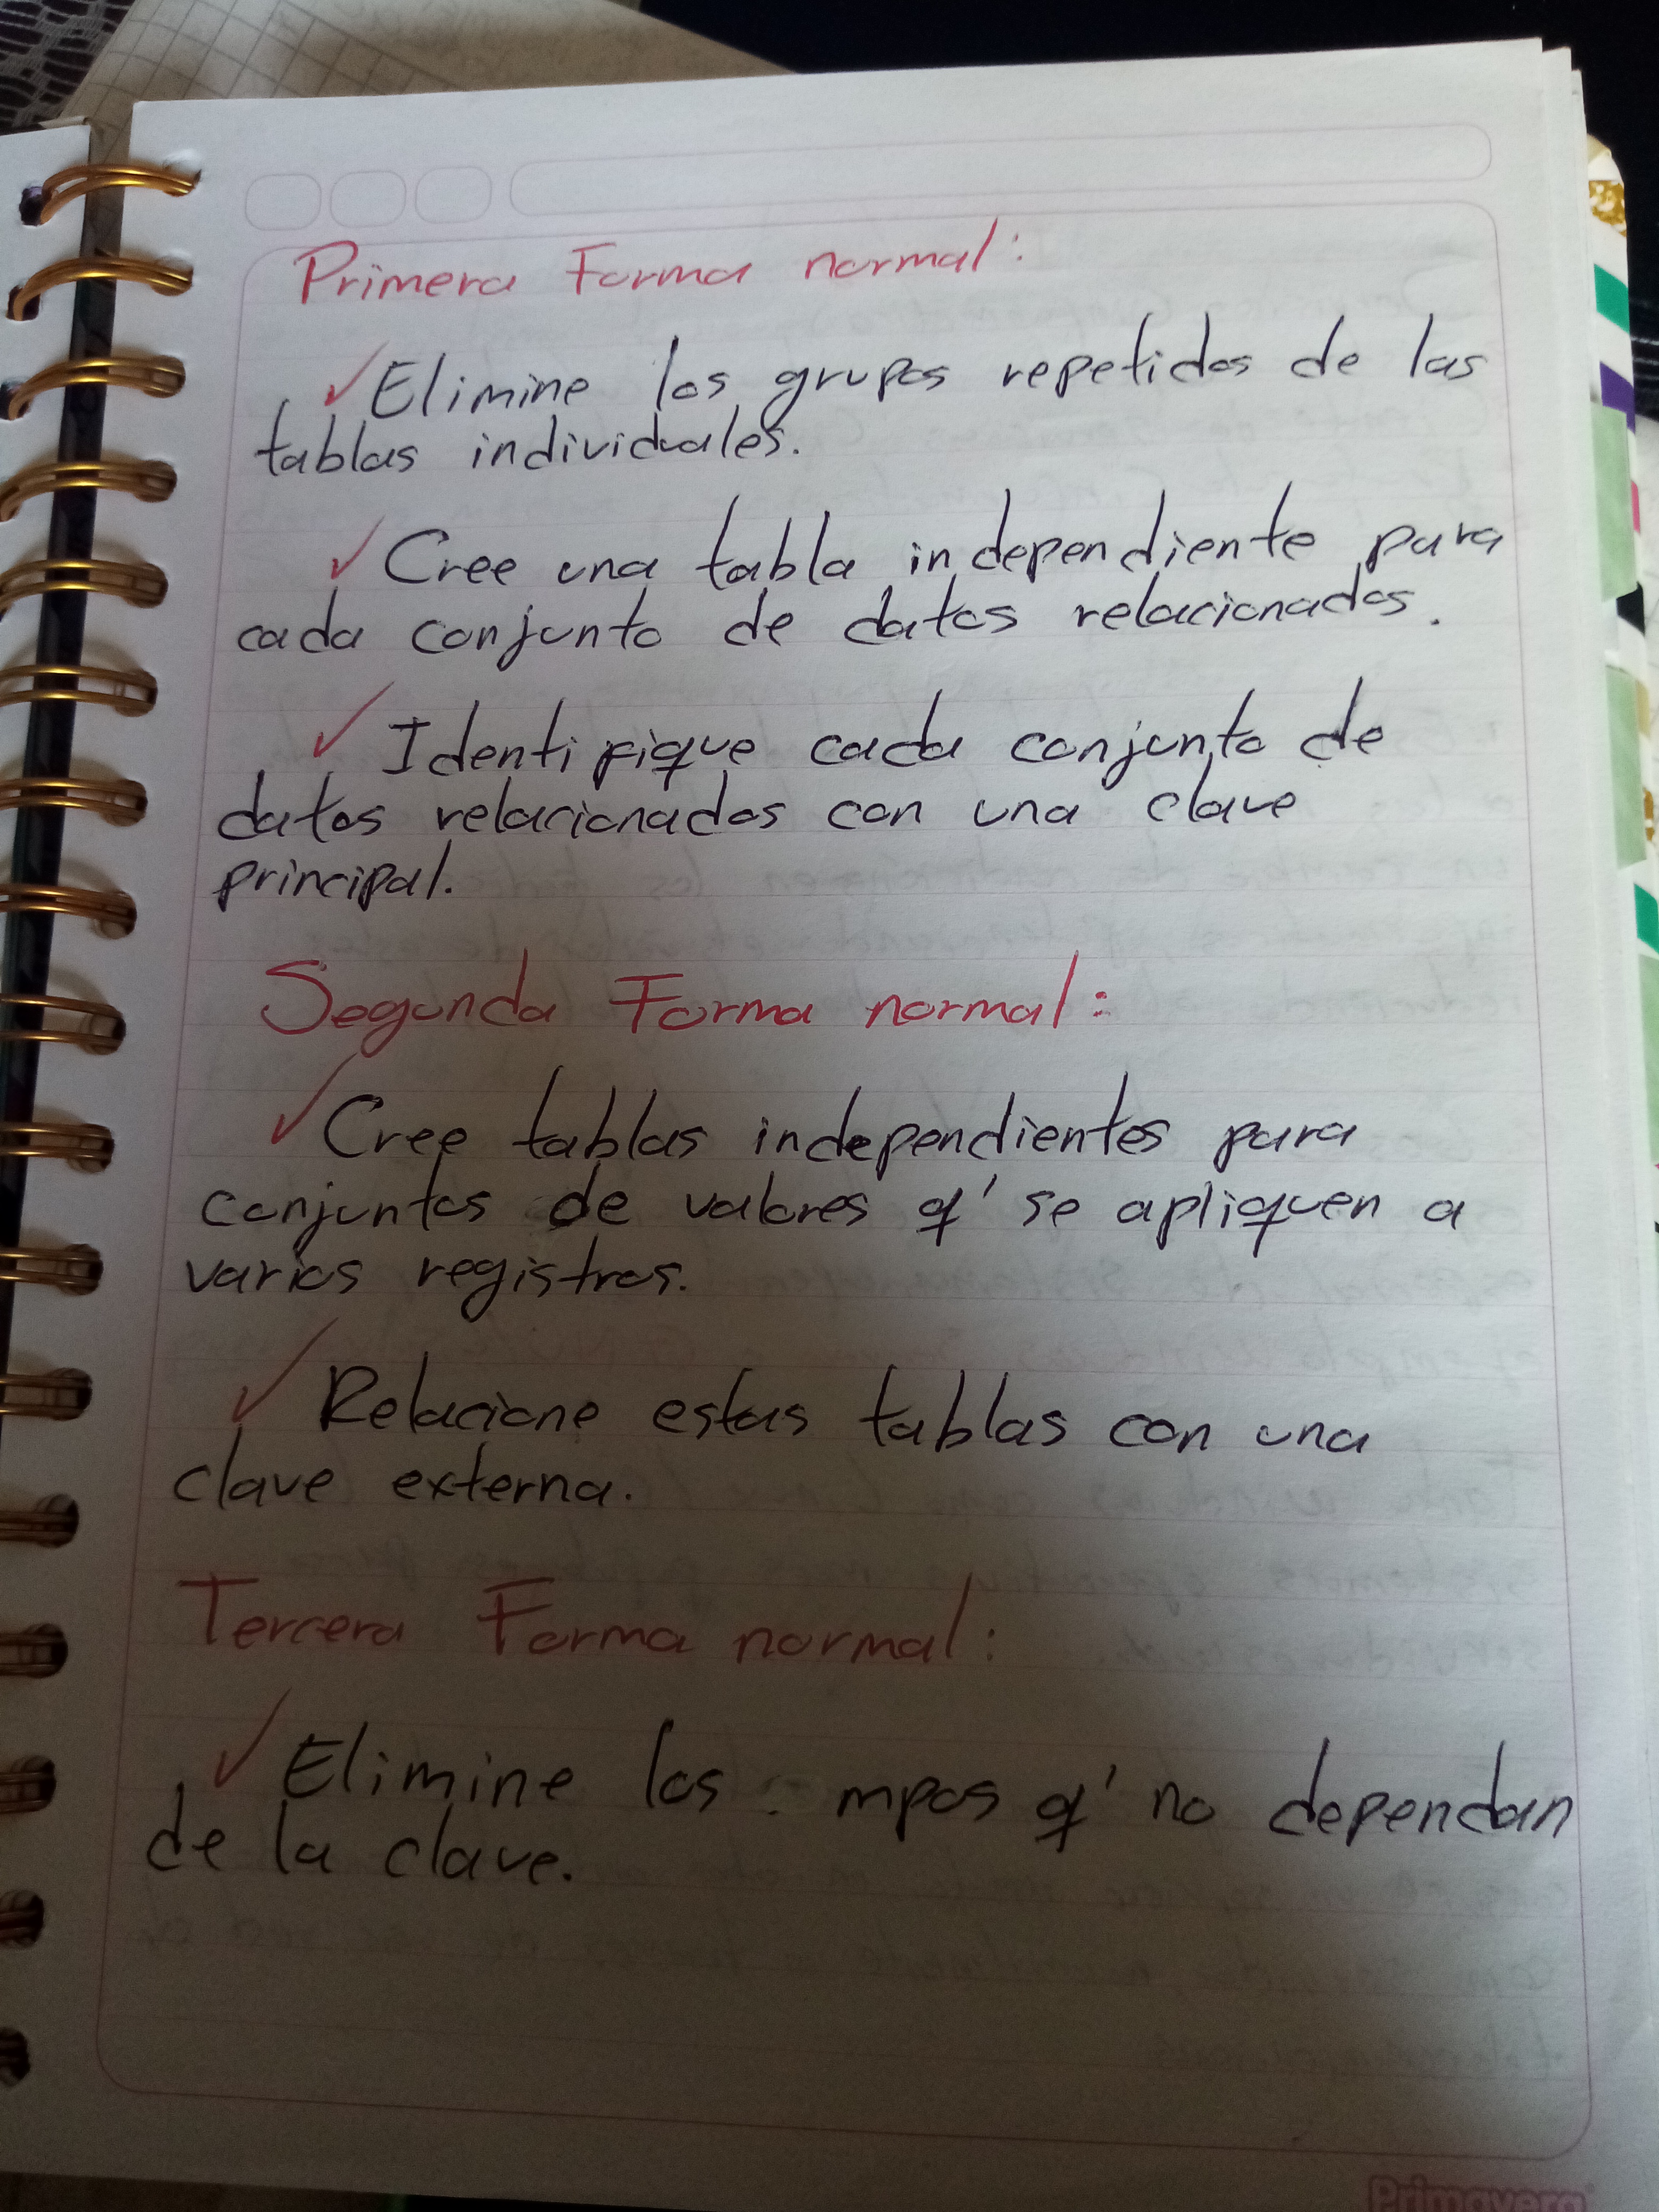 Primera Forma normal:
✓ Elimine los grupos repetidos de las
tablas individuales.
✓ Cree una tabla independiente para
cada conjunto de datos relacionados.
✓ Identifique cada conjunto de
datos relacionados con una clave
principal.
Segunda Forma normal:
✓ Cree tablas independientes para
conjuntos de valores q' se apliquen a
varios registros.
✓ Relacione estas tablas con una
clave externa.
Tercera Forma normal:
✓ Elimine los mpos q' no dependan
de la clave.
Primavera